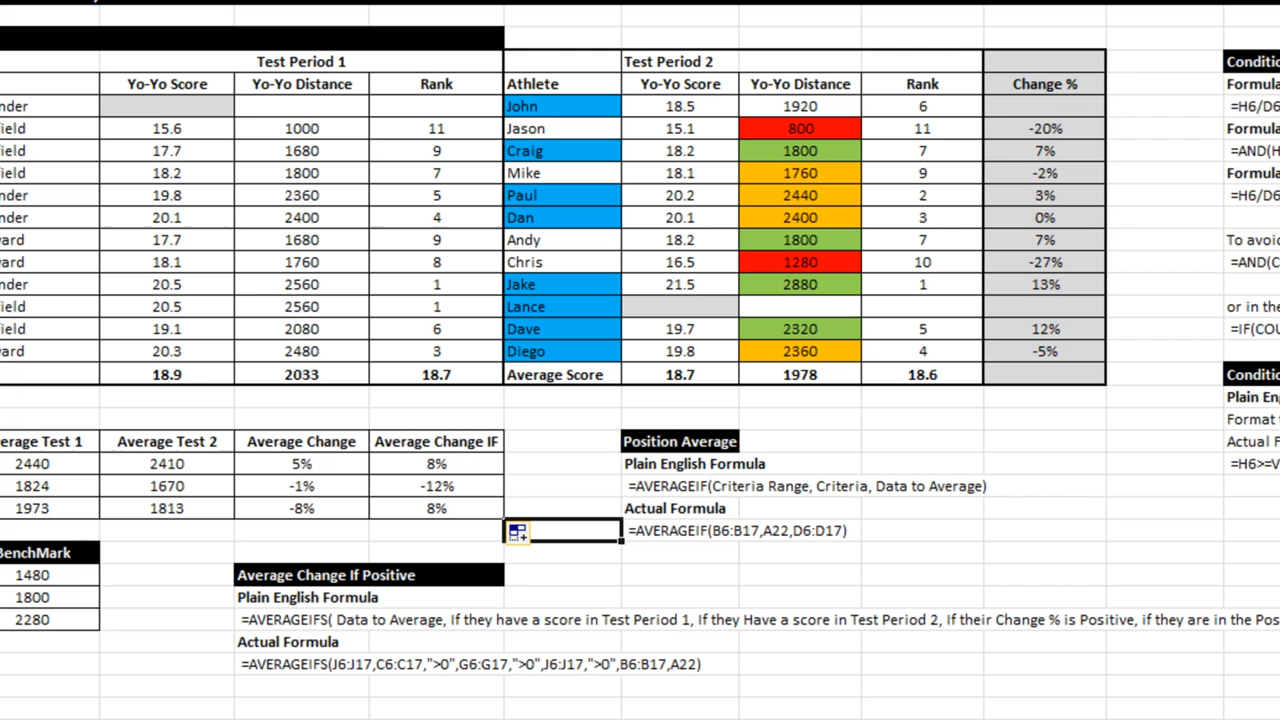 Test Period 1 Test Period 2 Conditio
Yo-Yo Score Yo-Yo Distance Rank Athlete Yo-Yo Score Yo-Yo Distance Rank Change % Formula
nder John 18.5 1920 6 =H6/D6
ield 15.6 1000 11 Jason 15.1 800 11 -20% Formula
ield 17.7 1680 9 Craig 18.2 1800 7 7% =AND(H
ield 18.2 1800 7 Mike 18.1 1760 9 -2% Formula
nder 19.8 2360 5 Paul 20.2 2440 2 3% =H6/D6
nder 20.1 2400 4 Dan 20.1 2400 3 0%
ard 17.7 1680 9 Andy 18.2 1800 7 7% To avoid
ard 18.1 1760 8 Chris 16.5 1280 10 -27% =AND(C
nder 20.5 2560 1 Jake 21.5 2880 1 13%
ield 20.5 2560 1 Lance or in the
ield 19.1 2080 6 Dave 19.7 2320 5 12% =IF(COU
ard 20.3 2480 3 Diego 19.8 2360 4 -5%
18.9 2033 18.7 Average Score 18.7 1978 18.6 Conditio
Plain En
Format
Actual F
=H6>=V
erage Test 1 Average Test 2 Average Change Average Change IF Position Average
2440 2410 5% 8% Plain English Formula
1824 1670 -1% -12% =AVERAGEIF(Criteria Range, Criteria, Data to Average)
1973 1813 -8% 8% Actual Formula
=AVERAGEIF(B6:B17,A22,D6:D17)
BenchMark
1480 Average Change If Positive
1800 Plain English Formula
2280 =AVERAGEIFS( Data to Average, If they have a score in Test Period 1, If they Have a score in Test Period 2, If their Change % is Positive, if they are in the Pos
Actual Formula
=AVERAGEIFS(J6:J17,C6:C17,">0",G6:G17,">0",J6:J17,">0",B6:B17,A22)